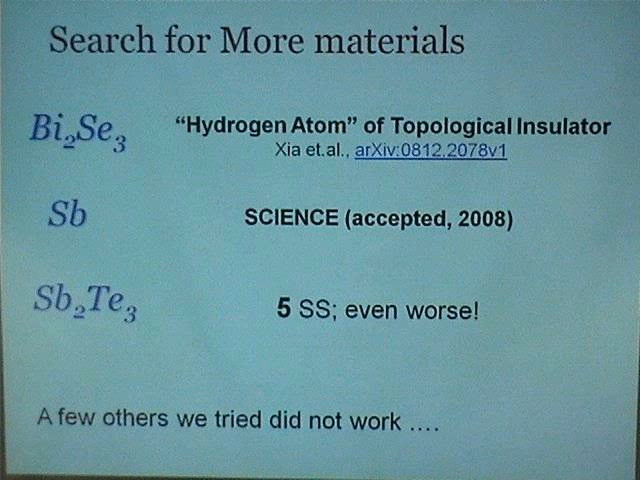 Search for More materials
Bi₂Se₃ "Hydrogen Atom" of Topological Insulator
Xia et.al., arXiv:0812.2078v1
Sb SCIENCE (accepted, 2008)
Sb₂Te₃ 5 SS; even worse!
A few others we tried did not work ....